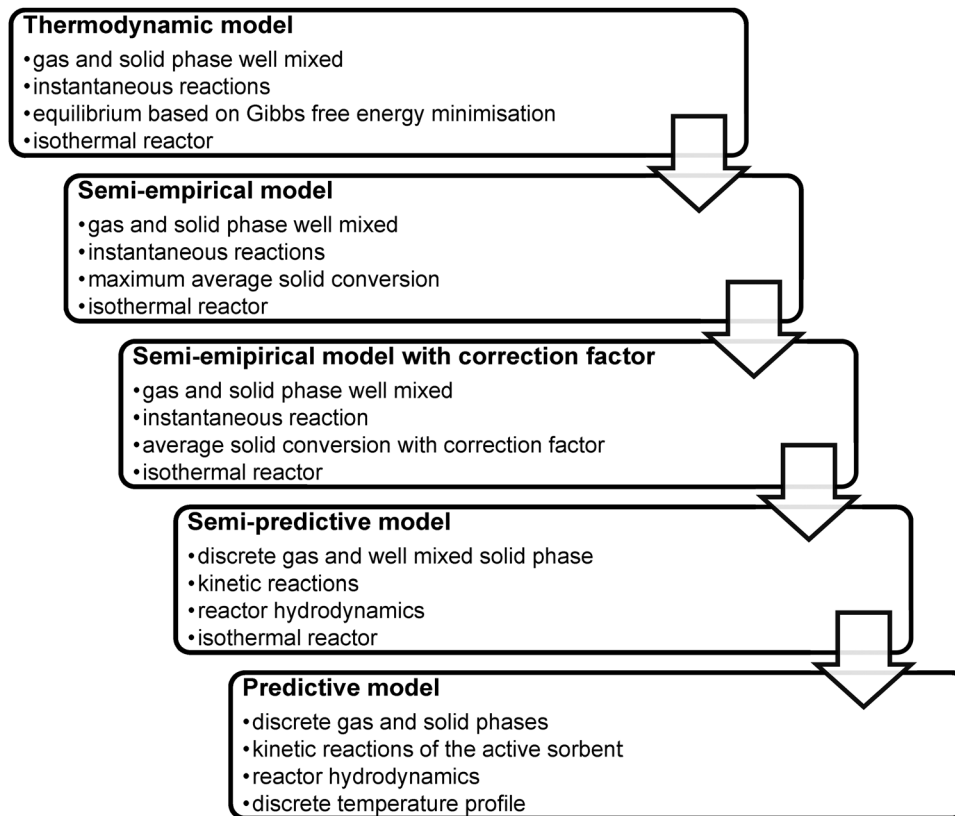 Thermodynamic model
•gas and solid phase well mixed
•instantaneous reactions
•equilibrium based on Gibbs free energy minimisation
•isothermal reactor
Semi-empirical model
•gas and solid phase well mixed
•instantaneous reactions
•maximum average solid conversion
•isothermal reactor
Semi-emipirical model with correction factor
•gas and solid phase well mixed
•instantaneous reaction
•average solid conversion with correction factor
•isothermal reactor
Semi-predictive model
•discrete gas and well mixed solid phase
•kinetic reactions
•reactor hydrodynamics
•isothermal reactor
Predictive model
•discrete gas and solid phases
•kinetic reactions of the active sorbent
•reactor hydrodynamics
•discrete temperature profile